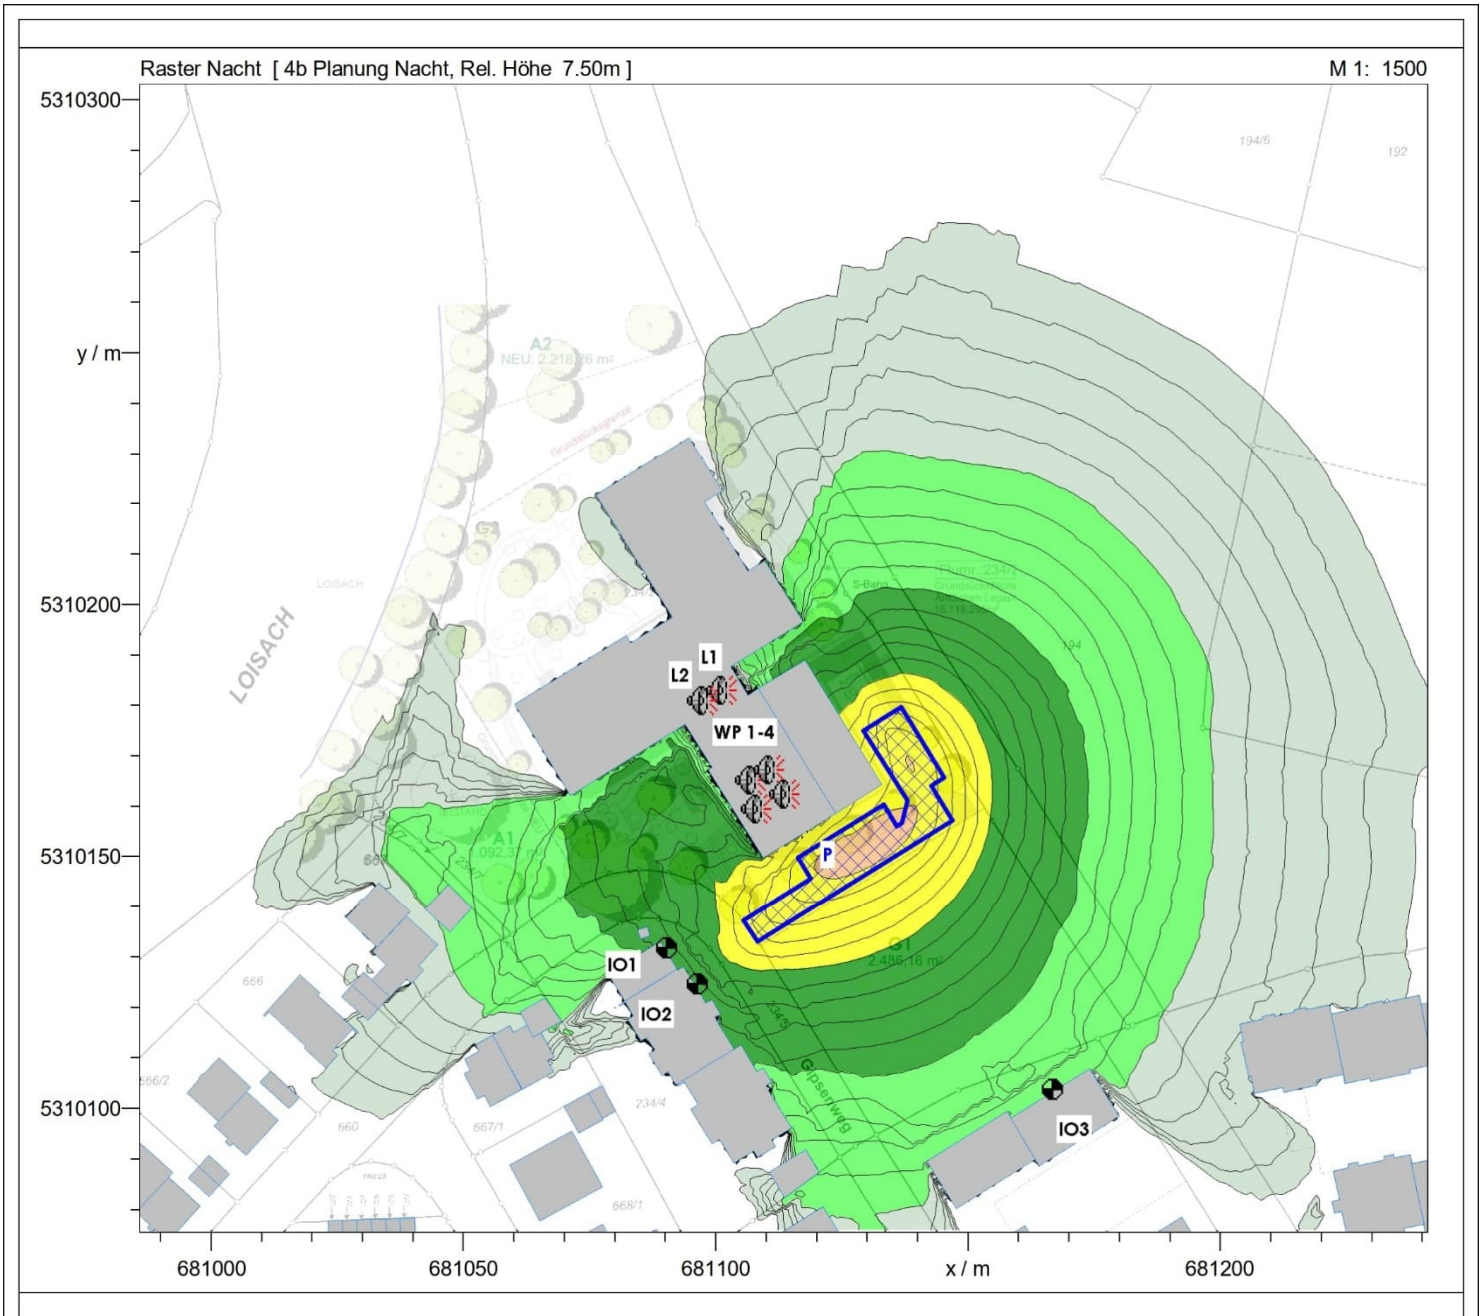 Raster Nacht [ 4b Planung Nacht, Rel. Höhe 7.50m ]
M 1: 1500
5310300
194/6
192
y / m
A2
NEU: 2.218,26 m²
Grundstücksgrenze
G2
LOISACH
LOISACH
S-Bahn
Flurnr.:234/2
5310200
194
L1
L2
WP 1-4
A1
5310150
P
G1
2.486,16 m²
IO1
666
IO2
234/5
566/2
5310100
234/4
Gipsenweg
IO3
660
667/1
668/1
681000
681050
681100
x / m
681200